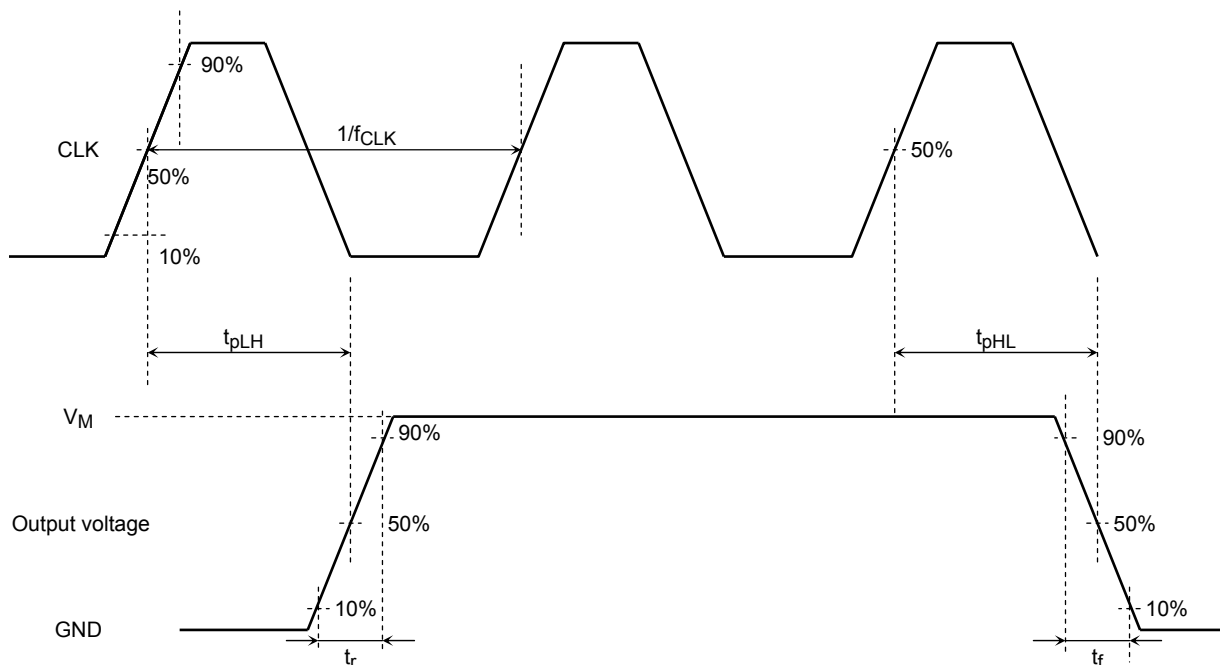 90%
1/fCLK
CLK
50%
50%
10%
tpLH
tpHL
VM
90%
90%
Output voltage
50%
50%
10%
10%
GND
tr
tf